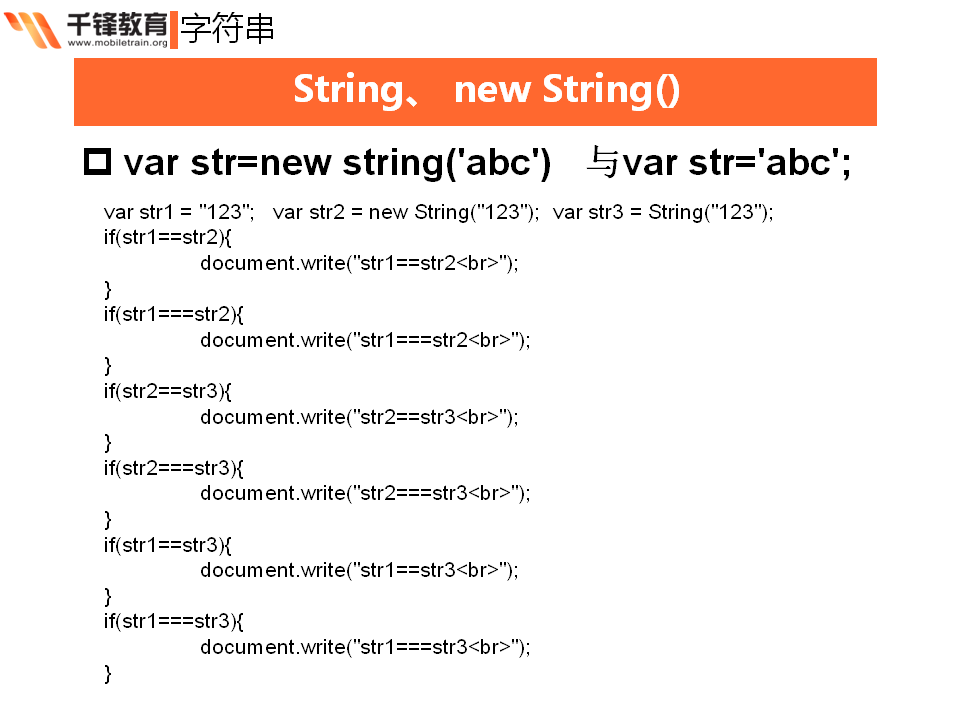 千锋教育
www.mobiletrain.org
字符串
String、 new String()
var str=new string('abc') 与var str='abc';
var str1 = "123"; var str2 = new String("123"); var str3 = String("123");
if(str1==str2){
document.write("str1==str2<br>");
}
if(str1===str2){
document.write("str1===str2<br>");
}
if(str2==str3){
document.write("str2==str3<br>");
}
if(str2===str3){
document.write("str2===str3<br>");
}
if(str1==str3){
document.write("str1==str3<br>");
}
if(str1===str3){
document.write("str1===str3<br>");
}